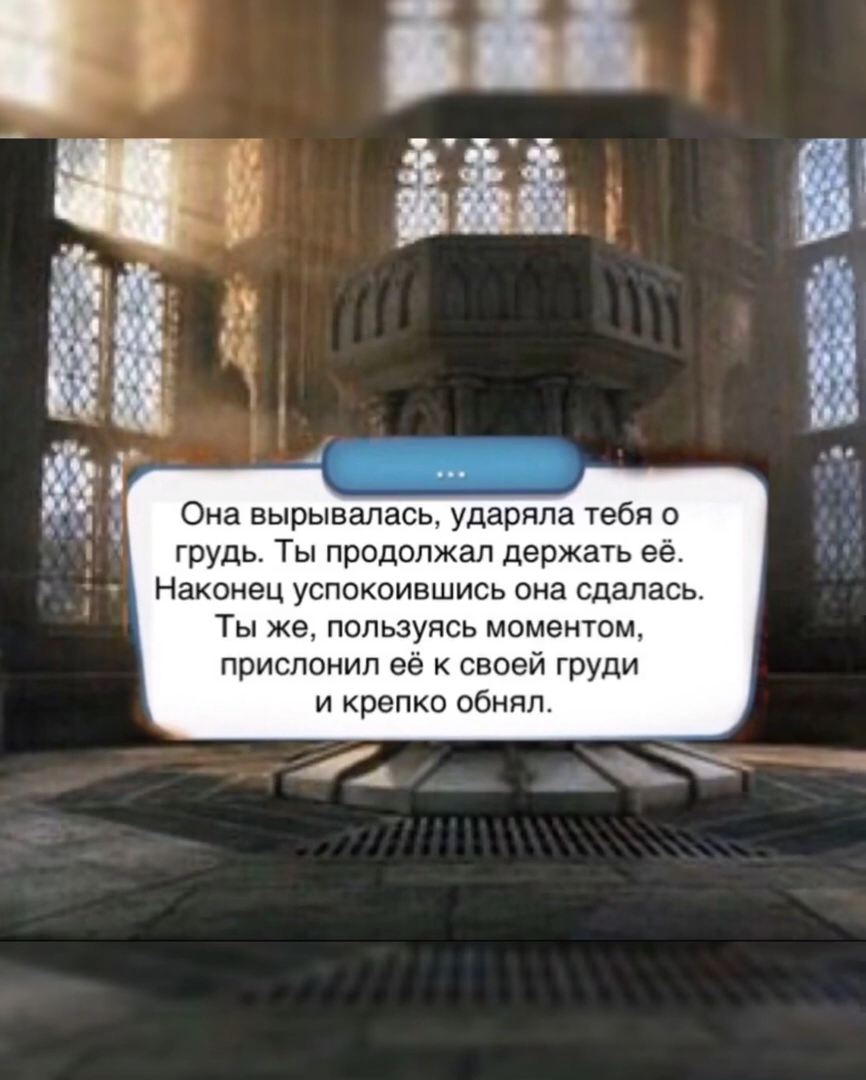 ...
Она вырывалась, ударяла тебя о
грудь. Ты продолжал держать её.
Наконец успокоившись она сдалась.
Ты же, пользуясь моментом,
прислонил её к своей груди
и крепко обнял.